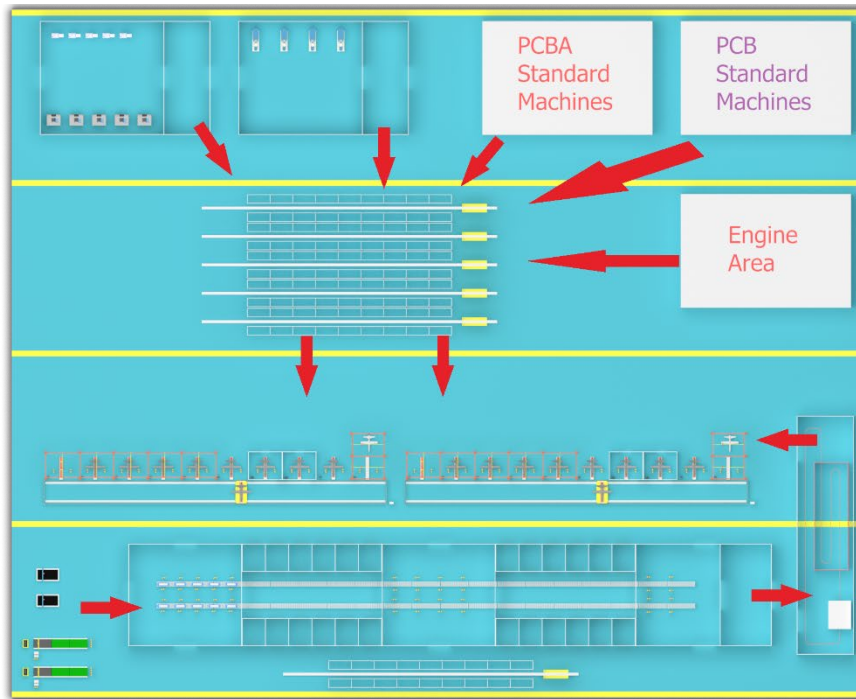 PCBA
Standard
Machines
PCB
Standard
Machines
Engine
Area